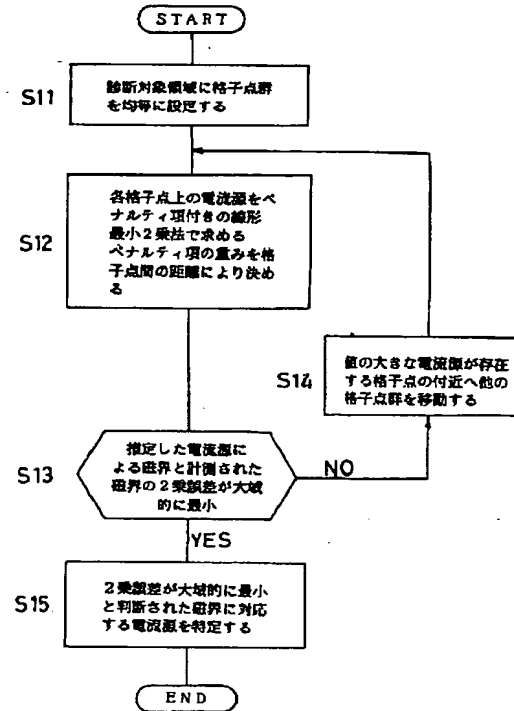 START
S11
診断対象領域に格子点群
を均等に設定する
S12
各格子点上の電流源をペ
ナルティ項付きの線形
最小2乗法で求める
ペナルティ項の重みを格
子点間の距離により決め
る
S14
値の大きな電流源が存在
する格子点の付近へ他の
格子点群を移動する
S13
推定した電流源に
よる磁界と計測された
磁界の2乗誤差が大域
的に最小
NO
YES
S15
2乗誤差が大域的に最小
と判断された磁界に対応
する電流源を特定する
END